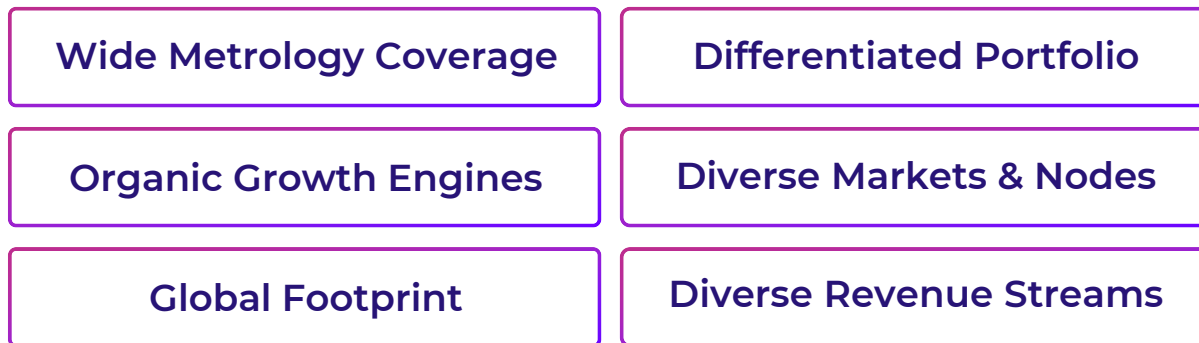 Wide Metrology Coverage
Differentiated Portfolio
Organic Growth Engines
Diverse Markets & Nodes
Global Footprint
Diverse Revenue Streams